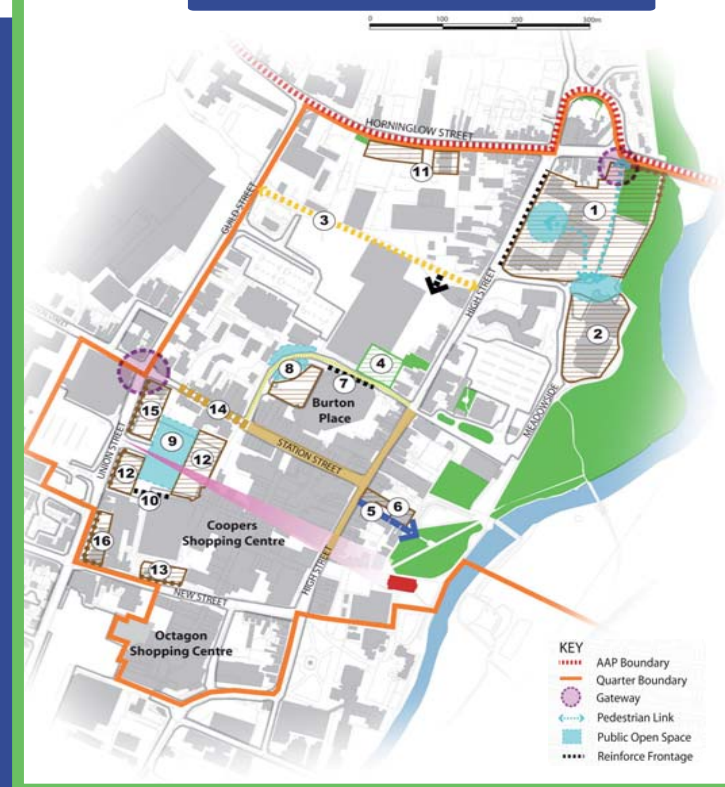 0 100 200 300m
HORNINGLOW STREET
11
1
3
GUILD STREET
HIGH STREET
2
4
8
7
Burton
Place
MEADOWSIDE
15
14
9
12
STATION STREET
UNION STREET
12
10
5
6
Coopers
Shopping Centre
16
13
HIGH STREET
NEW STREET
Octagon
Shopping Centre
KEY
AAP Boundary
Quarter Boundary
Gateway
Pedestrian Link
Public Open Space
Reinforce Frontage